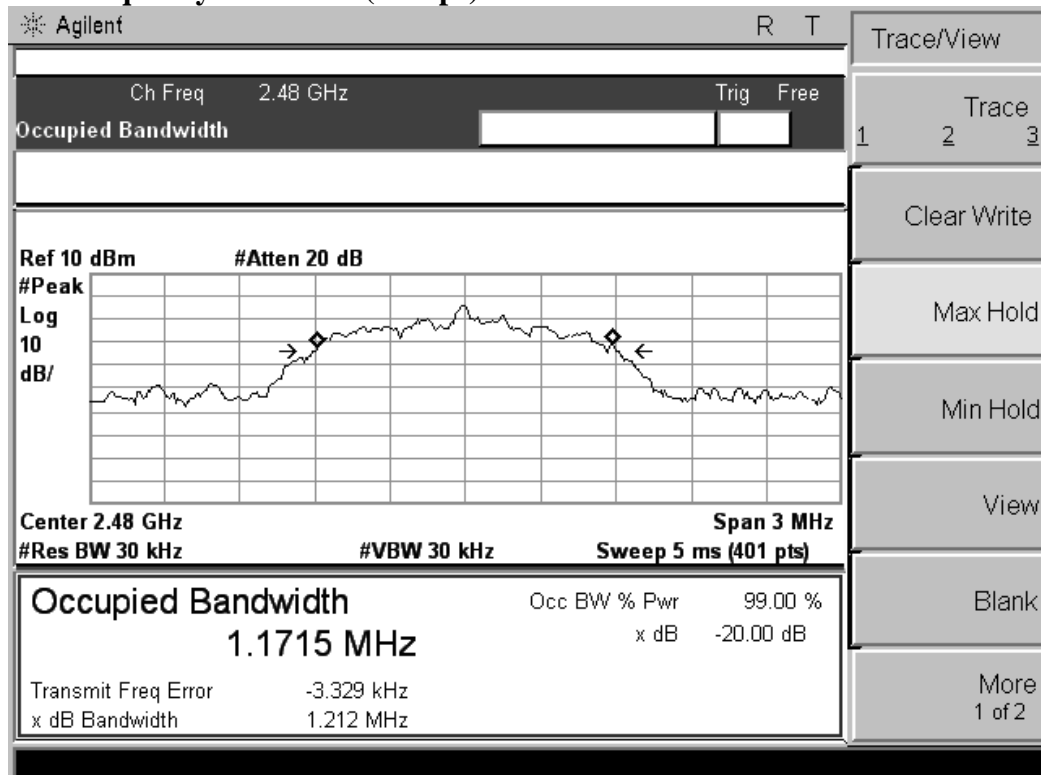 Agilent R T
Trace/View
Ch Freq 2.48 GHz Trig Free
Occupied Bandwidth
Trace
1 2 3
Clear Write
Ref 10 dBm #Atten 20 dB
#Peak
Log
10
dB/
Max Hold
Min Hold
View
Center 2.48 GHz Span 3 MHz
#Res BW 30 kHz #VBW 30 kHz Sweep 5 ms (401 pts)
Occupied Bandwidth Occ BW % Pwr 99.00 %
1.1715 MHz x dB -20.00 dB
Blank
Transmit Freq Error -3.329 kHz
x dB Bandwidth 1.212 MHz
More
1 of 2